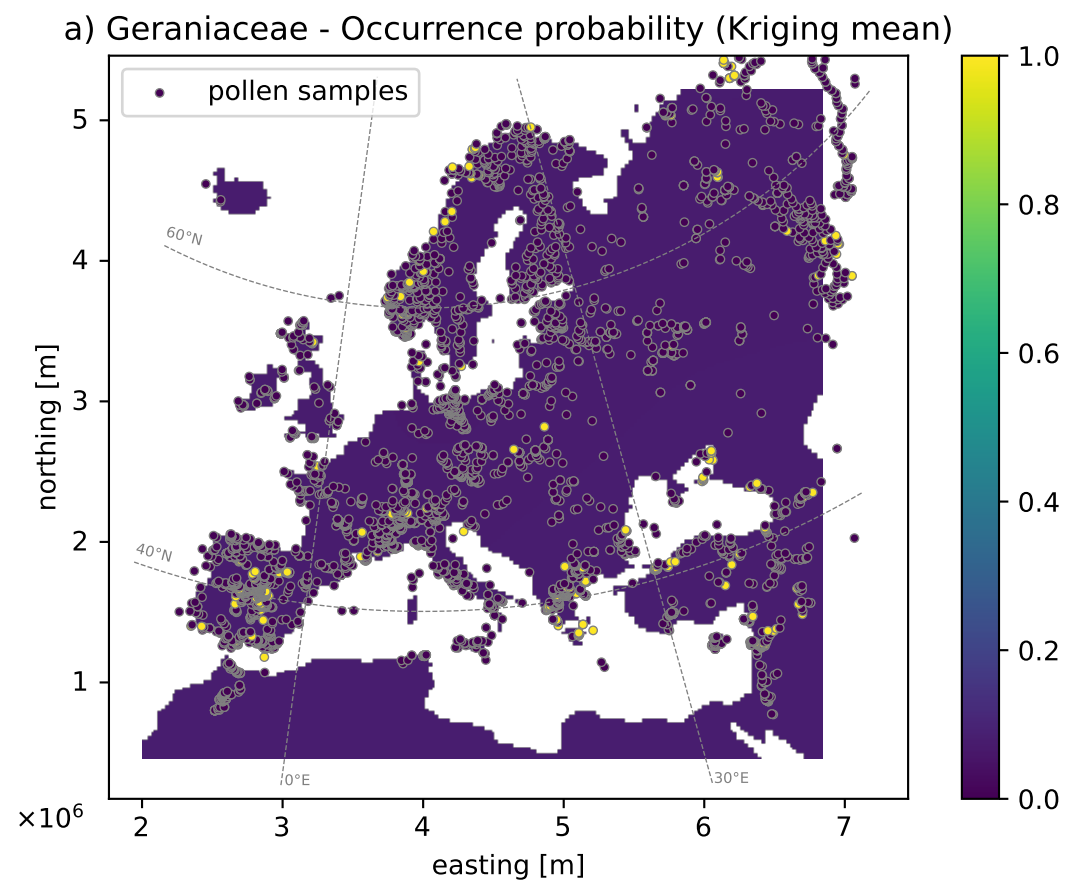 a) Geraniaceae - Occurrence probability (Kriging mean)
pollen samples
60°N
40°N
0°E
30°E
5
4
3
2
1
northing [m]
×10⁶
2 3 4 5 6 7
easting [m]
1.0
0.8
0.6
0.4
0.2
0.0